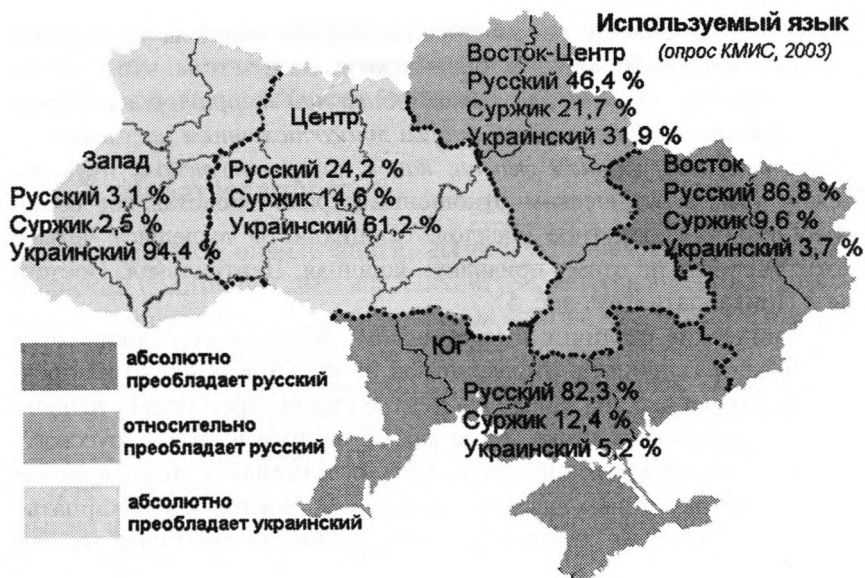 Используемый язык
(опрос КМИС, 2003)
Восток-Центр
Русский 46,4 %
Суржик 21,7 %
Украинский 31,9 %
Центр
Русский 24,2 %
Суржик 14,6 %
Украинский 61,2 %
Запад
Русский 3,1 %
Суржик 2,5 %
Украинский 94,4 %
Восток
Русский 86,8 %
Суржик 9,6 %
Украинский 3,7 %
Юг
Русский 82,3 %
Суржик 12,4 %
Украинский 5,2 %
абсолютно
преобладает русский
относительно
преобладает русский
абсолютно
преобладает украинский